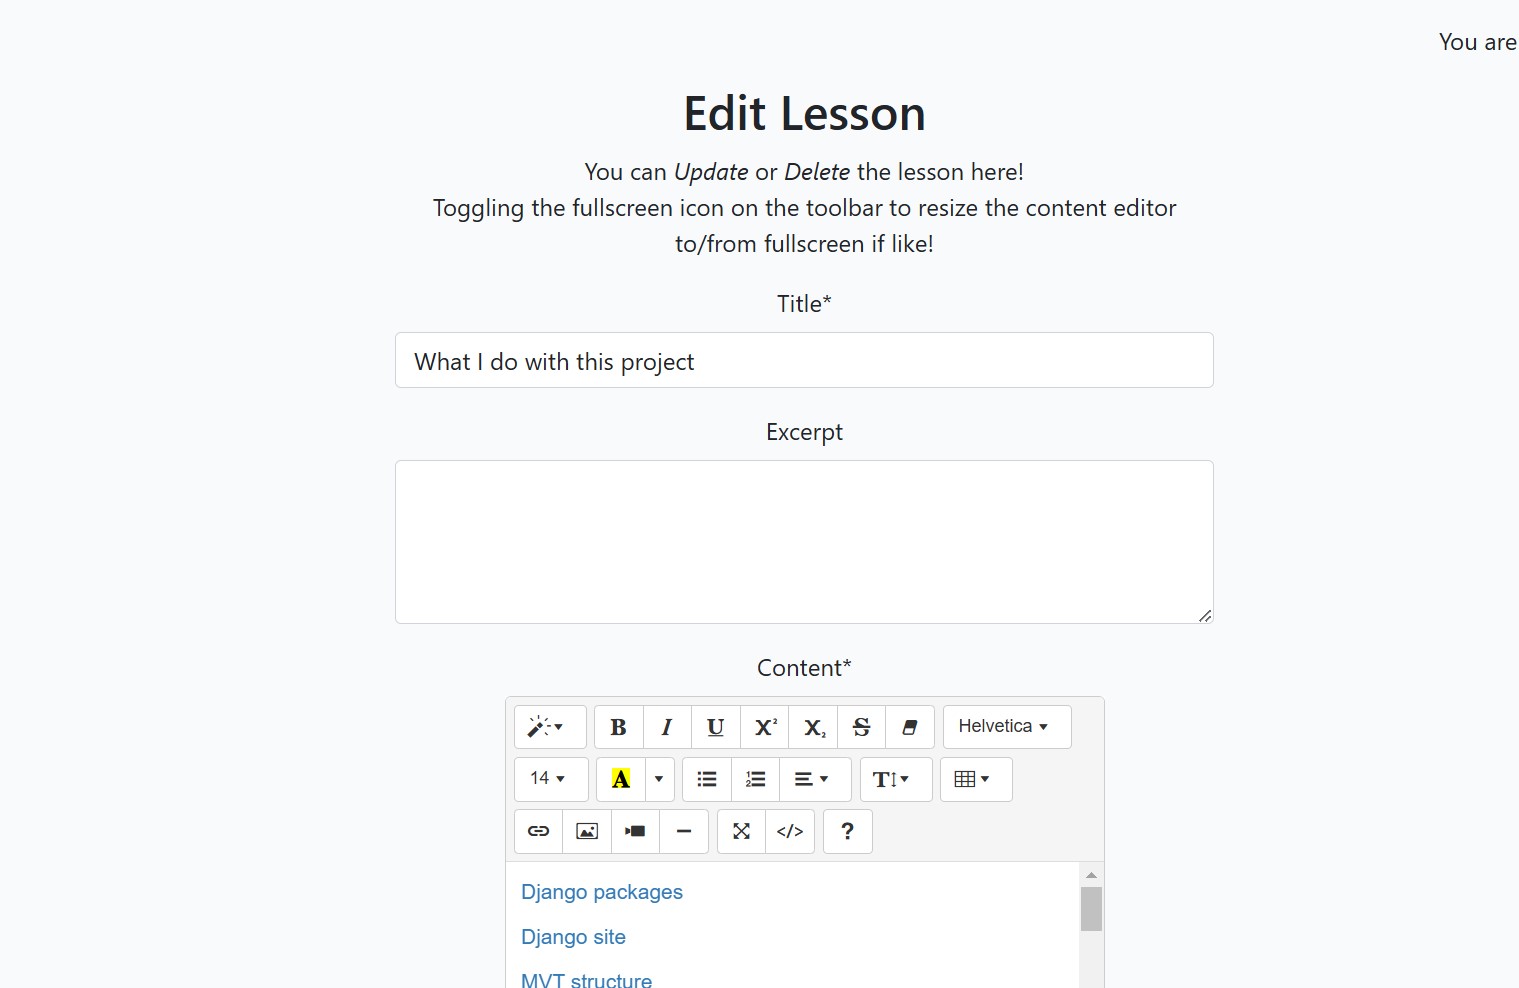 You are
Edit Lesson
You can Update or Delete the lesson here!
Toggling the fullscreen icon on the toolbar to resize the content editor
to/from fullscreen if like!
Title*
What I do with this project
Excerpt
Content*
B I U X² X₂ S Helvetica
14 A T
</> ?
Django packages
Django site
MVT structure